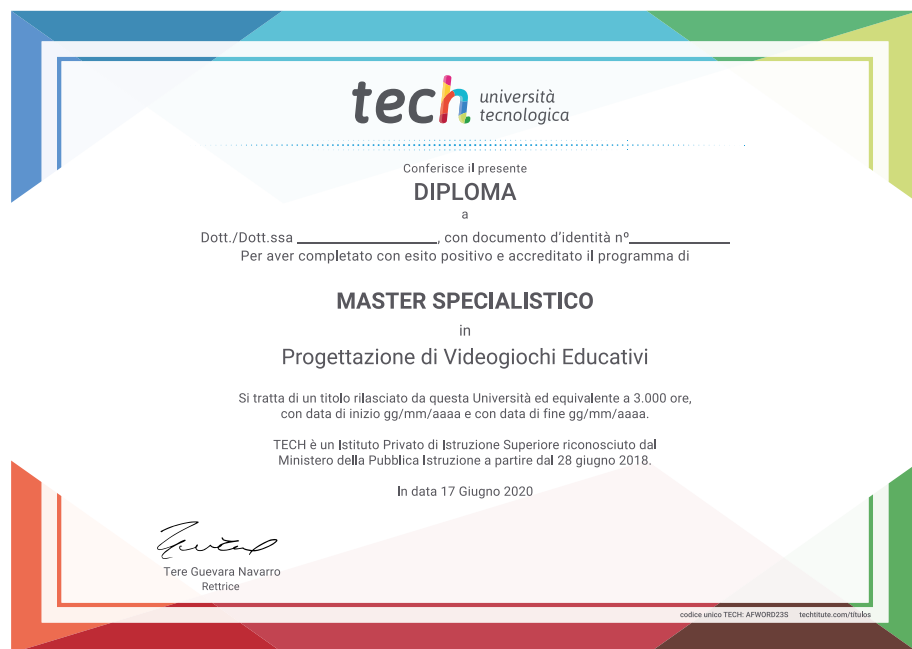 tech università
tecnologica
Conferisce il presente
DIPLOMA
a
Dott./Dott.ssa ____________________, con documento d'identità nº______________
Per aver completato con esito positivo e accreditato il programma di
MASTER SPECIALISTICO
in
Progettazione di Videogiochi Educativi
Si tratta di un titolo rilasciato da questa Università ed equivalente a 3.000 ore,
con data di inizio gg/mm/aaaa e con data di fine gg/mm/aaaa.
TECH è un Istituto Privato di Istruzione Superiore riconosciuto dal
Ministero della Pubblica Istruzione a partire dal 28 giugno 2018.
In data 17 Giugno 2020
Tere Guevara Navarro
Rettrice
codice unico TECH: AFWORD23S techtitute.com/titulos